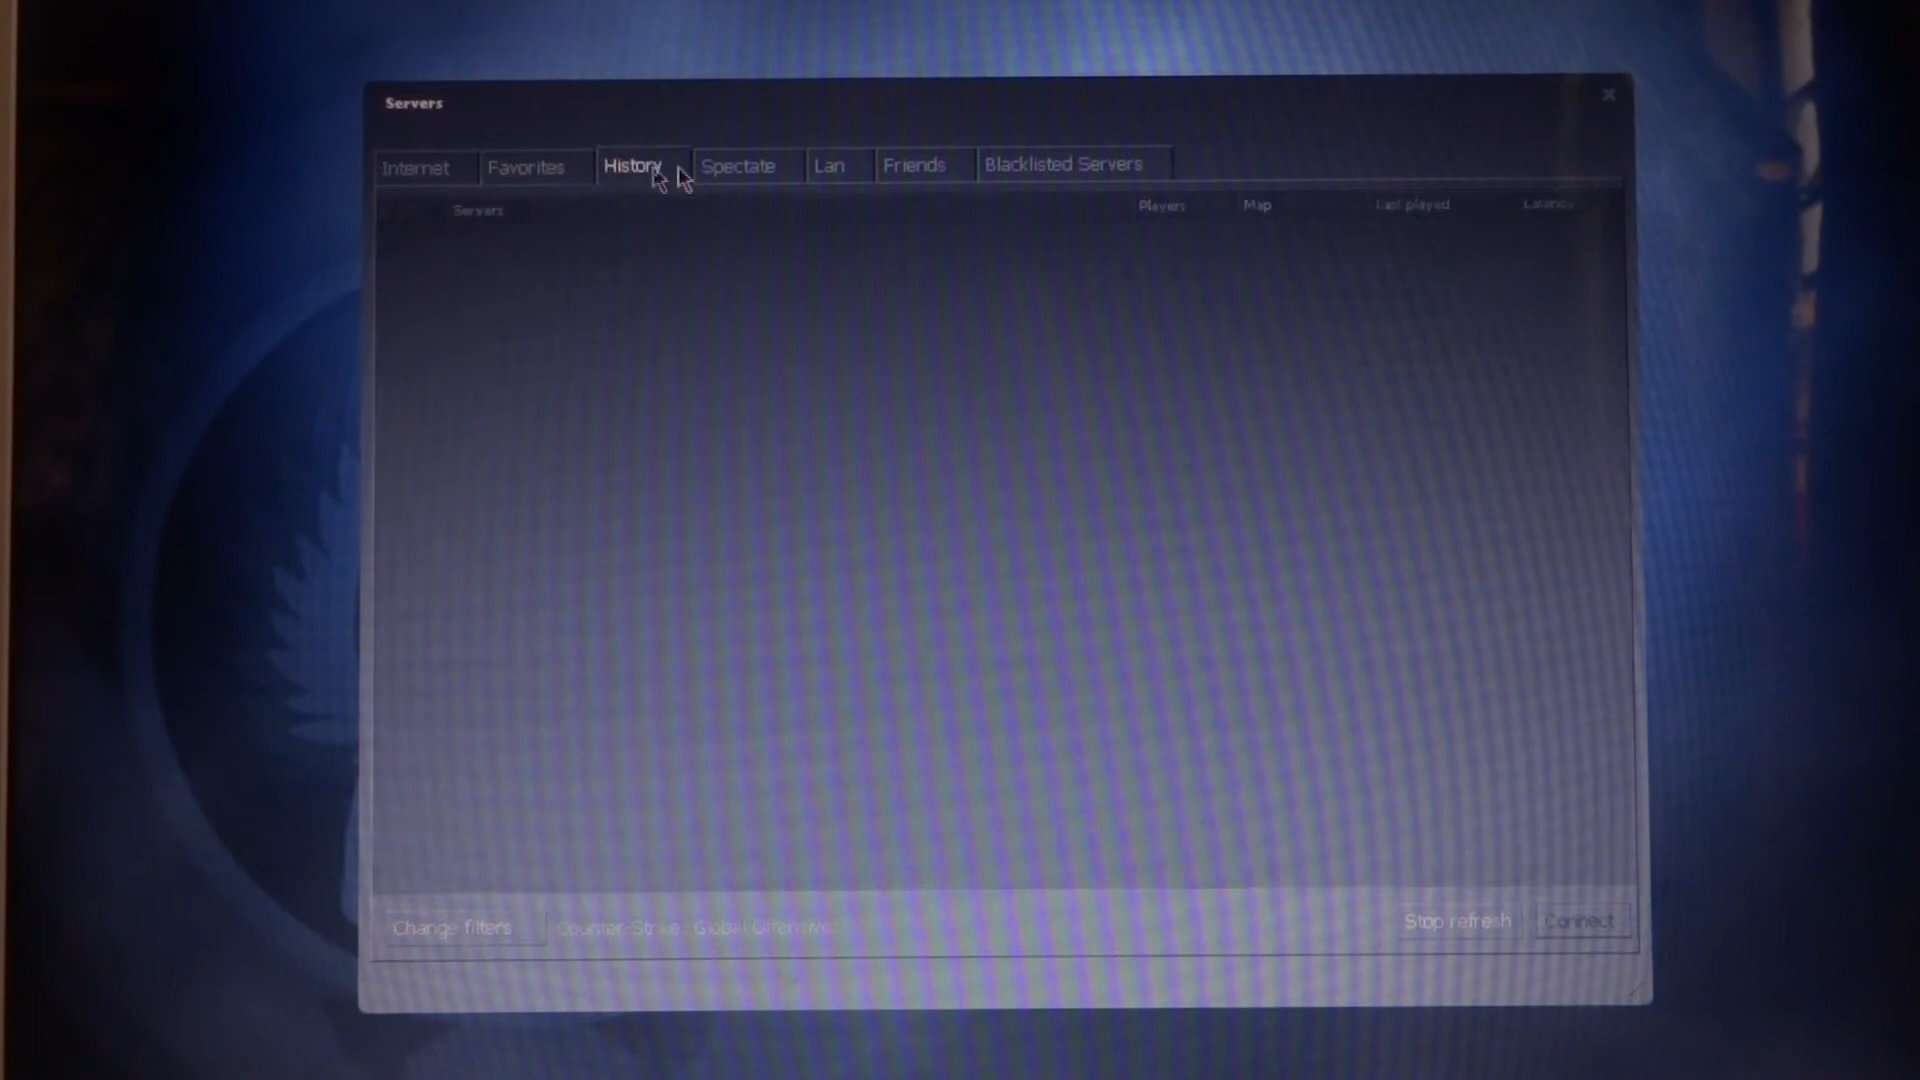 Servers
Internet Favorites History Spectate Lan Friends Blacklisted Servers
Servers Players Map Last played Latency
Change filters Counter-Strike: Global Offensive Stop refresh Connect